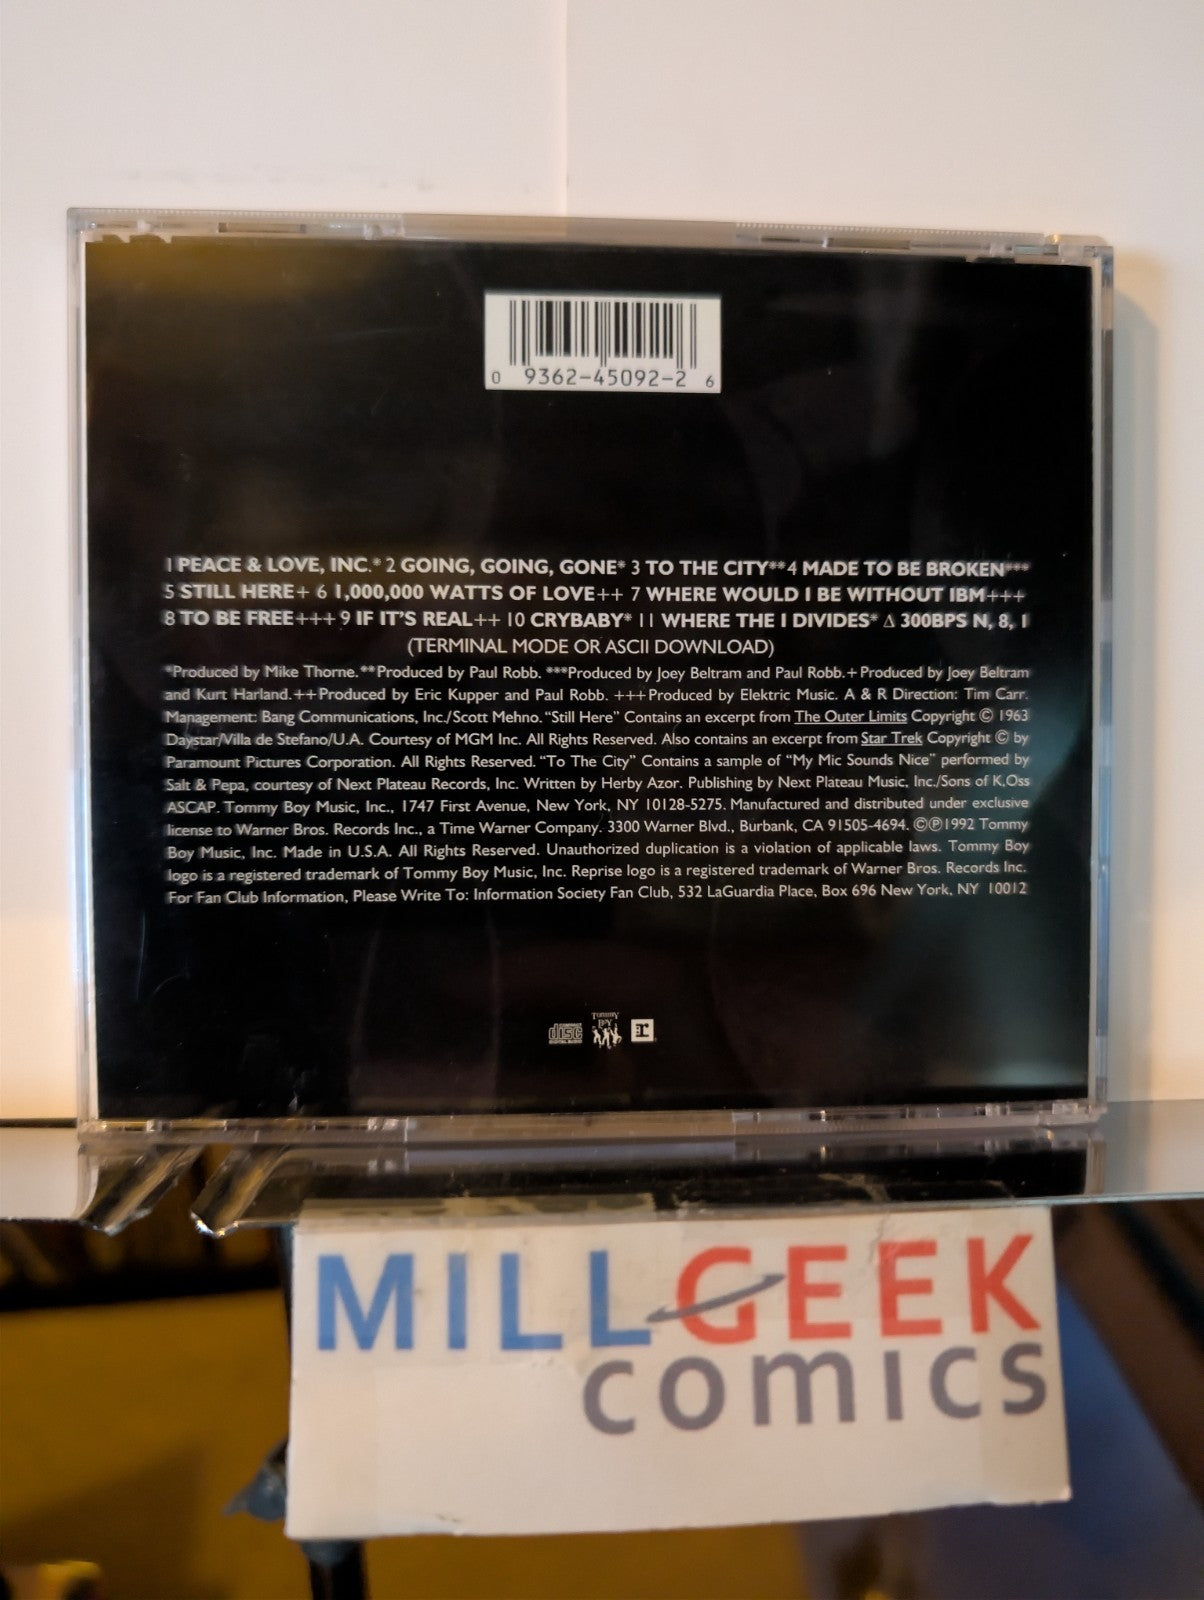 0 9362-45092-2 6
1 PEACE & LOVE, INC.* 2 GOING, GOING, GONE* 3 TO THE CITY**4 MADE TO BE BROKEN***
5 STILL HERE+ 6 1,000,000 WATTS OF LOVE++ 7 WHERE WOULD I BE WITHOUT IBM+++
8 TO BE FREE+++ 9 IF IT'S REAL++ 10 CRYBABY* 11 WHERE THE I DIVIDES* Δ 300BPS N, 8, 1
(TERMINAL MODE OR ASCII DOWNLOAD)
*Produced by Mike Thorne.**Produced by Paul Robb. ***Produced by Joey Beltram and Paul Robb.+Produced by Joey Beltram
and Kurt Harland.++Produced by Eric Kupper and Paul Robb. +++Produced by Elektric Music. A & R Direction: Tim Carr.
Management: Bang Communications, Inc./Scott Mehno. "Still Here" Contains an excerpt from The Outer Limits Copyright © 1963
Daystar/Villa de Stefano/U.A. Courtesy of MGM Inc. All Rights Reserved. Also contains an excerpt from Star Trek Copyright © by
Paramount Pictures Corporation. All Rights Reserved. "To The City" Contains a sample of "My Mic Sounds Nice" performed by
Salt & Pepa, courtesy of Next Plateau Records, Inc. Written by Herby Azor. Publishing by Next Plateau Music, Inc./Sons of K.Oss
ASCAP. Tommy Boy Music, Inc., 1747 First Avenue, New York, NY 10128-5275. Manufactured and distributed under exclusive
license to Warner Bros. Records Inc., a Time Warner Company. 3300 Warner Blvd., Burbank, CA 91505-4694. ©℗1992 Tommy
Boy Music, Inc. Made in U.S.A. All Rights Reserved. Unauthorized duplication is a violation of applicable laws. Tommy Boy
logo is a registered trademark of Tommy Boy Music, Inc. Reprise logo is a registered trademark of Warner Bros. Records Inc.
For Fan Club Information, Please Write To: Information Society Fan Club, 532 LaGuardia Place, Box 696 New York, NY 10012
COMPACT disc DIGITAL AUDIO Tommy Boy r
MILLGEEK
comics